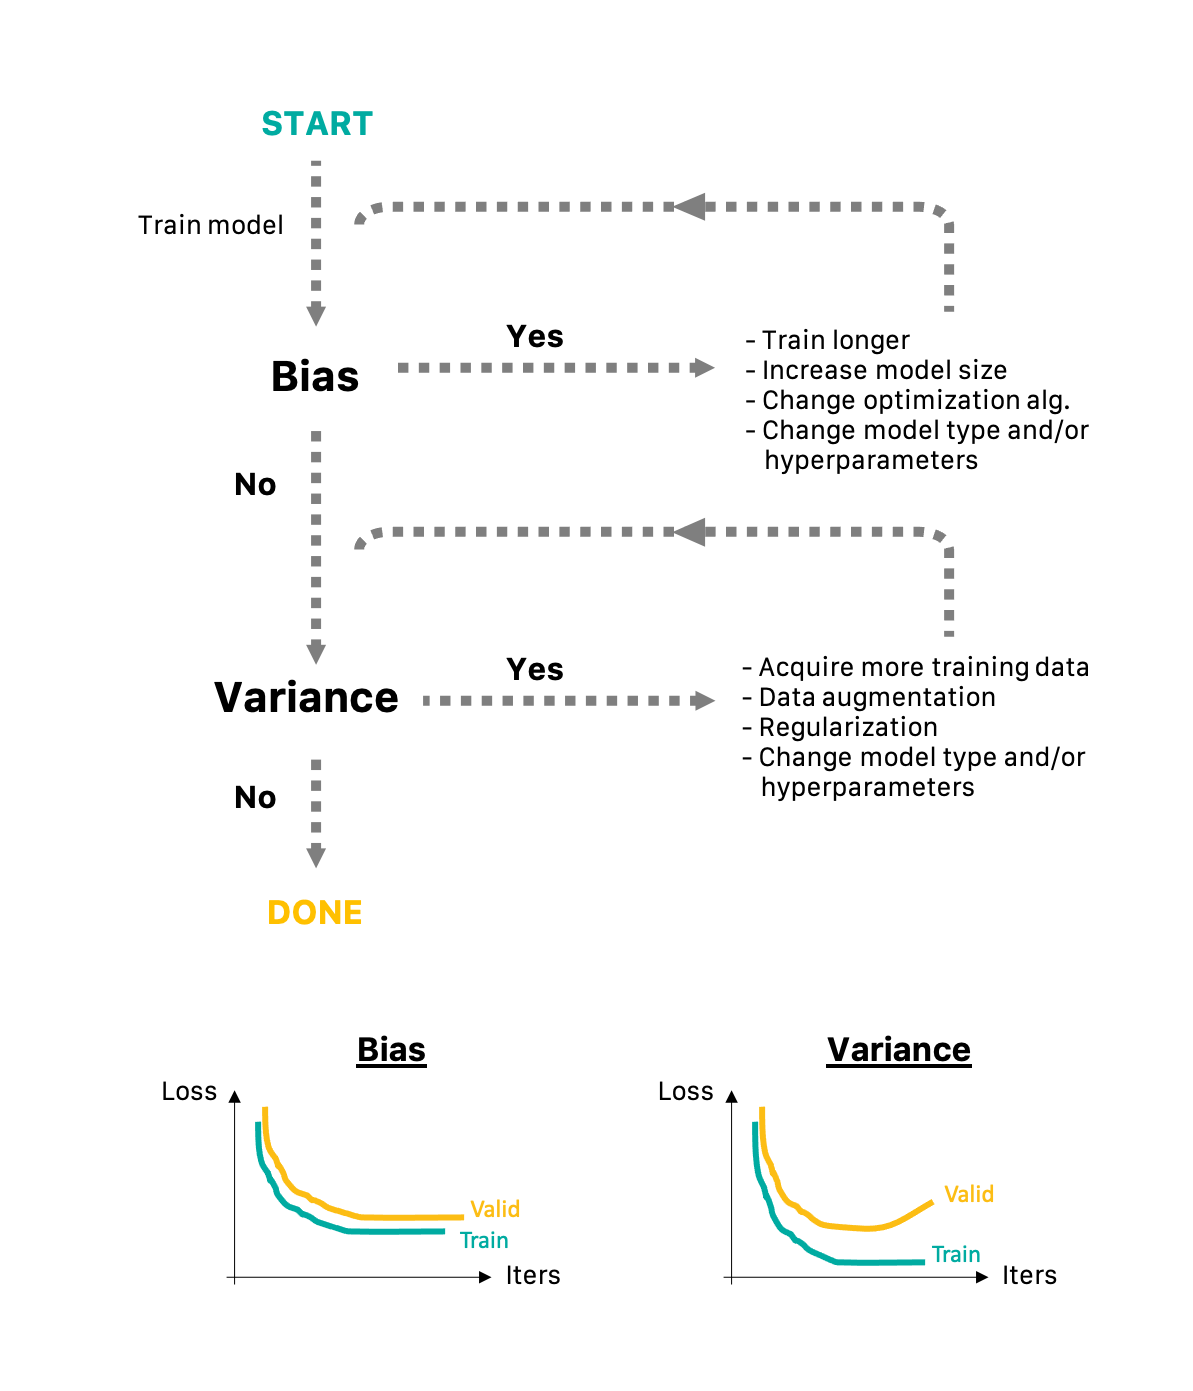 START
Train model
Yes
Bias
- Train longer
- Increase model size
- Change optimization alg.
- Change model type and/or
hyperparameters
No
Yes
Variance
- Acquire more training data
- Data augmentation
- Regularization
- Change model type and/or
hyperparameters
No
DONE
Bias
Loss
Valid
Train
Iters
Variance
Loss
Valid
Train
Iters